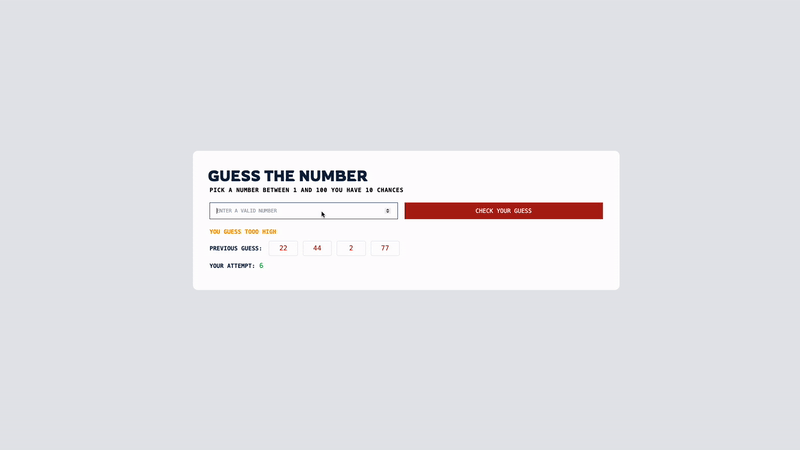 GUESS THE NUMBER
PICK A NUMBER BETWEEN 1 AND 100 YOU HAVE 10 CHANCES
ENTER A VALID NUMBER
CHECK YOUR GUESS
YOU GUESS TOOO HIGH
PREVIOUS GUESS: 22 44 2 77
YOUR ATTEMPT: 6